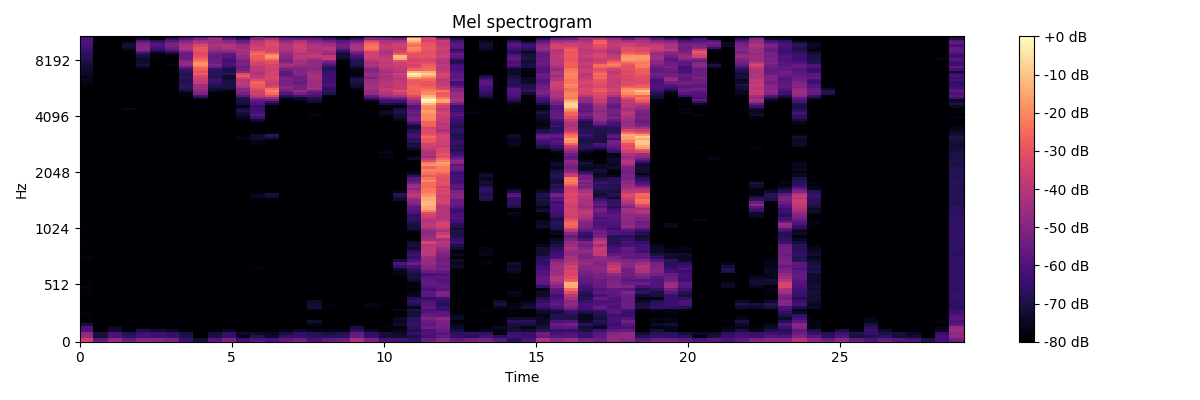 Mel spectrogram
8192
4096
2048
1024
512
0
Hz
0 5 10 15 20 25
Time
+0 dB
-10 dB
-20 dB
-30 dB
-40 dB
-50 dB
-60 dB
-70 dB
-80 dB